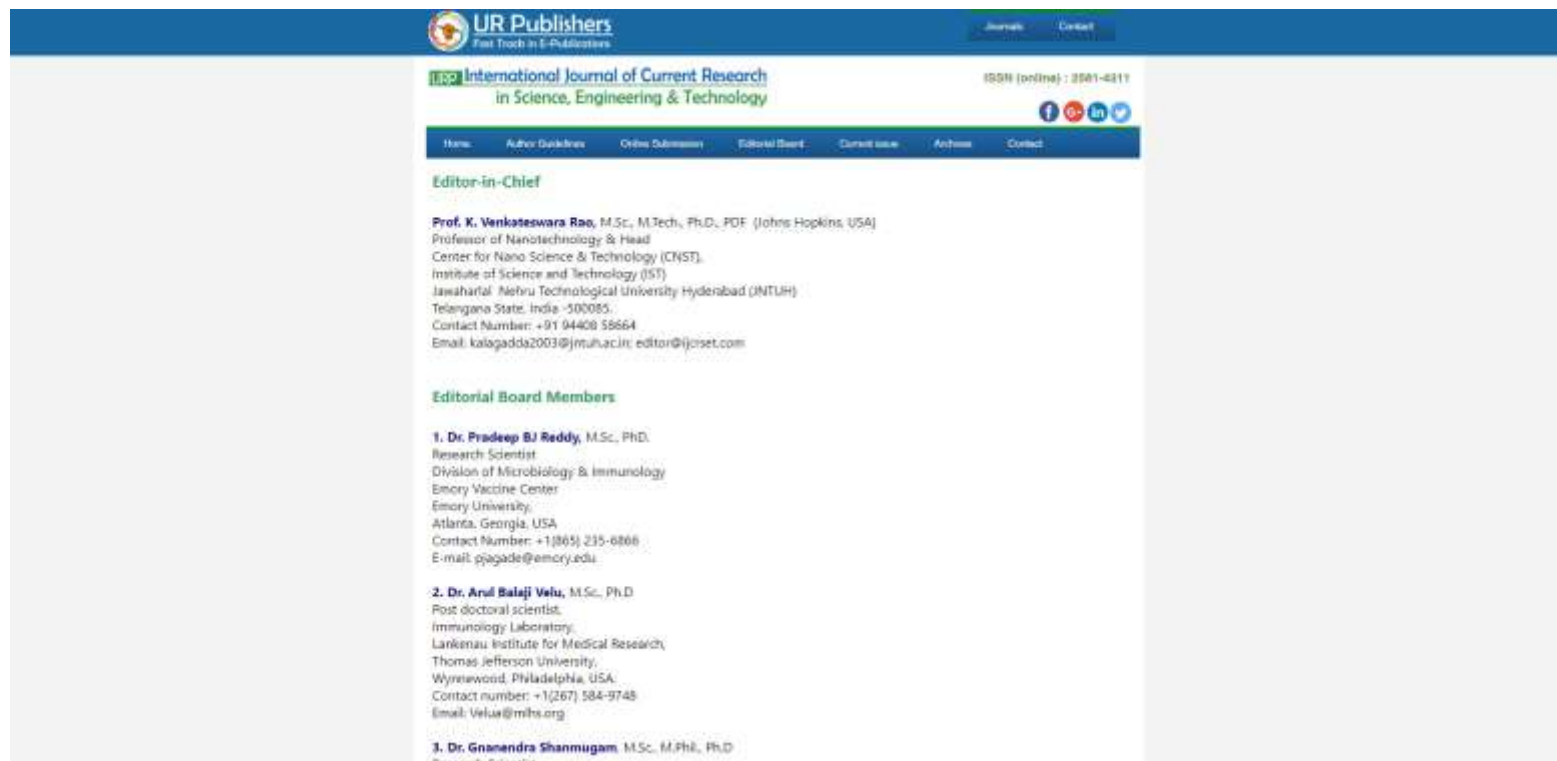 UR Publishers
Fast Track in E-Publications
Journals Contact
URP International Journal of Current Research
in Science, Engineering & Technology
ISSN (online) : 2581-4311
Home Author Guidelines Online Submission Editorial Board Current Issue Archives Contact
Editor-in-Chief
Prof. K. Venkateswara Rao, M.Sc., M.Tech., Ph.D., PDF (Johns Hopkins, USA)
Professor of Nanotechnology & Head
Center for Nano Science & Technology (CNST),
Institute of Science and Technology (IST)
Jawaharlal Nehru Technological University Hyderabad (JNTUH)
Telangana State, India -500085.
Contact Number: +91 94408 58664
Email: kalagadda2003@jntuh.ac.in; editor@ijcrset.com
Editorial Board Members
1. Dr. Pradeep BJ Reddy, M.Sc., PhD.
Research Scientist
Division of Microbiology & Immunology
Emory Vaccine Center
Emory University,
Atlanta, Georgia, USA
Contact Number: +1(865) 235-6866
E-mail: pjagade@emory.edu
2. Dr. Arul Balaji Velu, M.Sc., Ph.D
Post doctoral scientist,
Immunology Laboratory,
Lankenau Institute for Medical Research,
Thomas Jefferson University,
Wynnewood, Philadelphia, USA.
Contact number: +1(267) 584-9748
Email: Velua@mlhs.org
3. Dr. Gnanendra Shanmugam, M.Sc., M.Phil., Ph.D